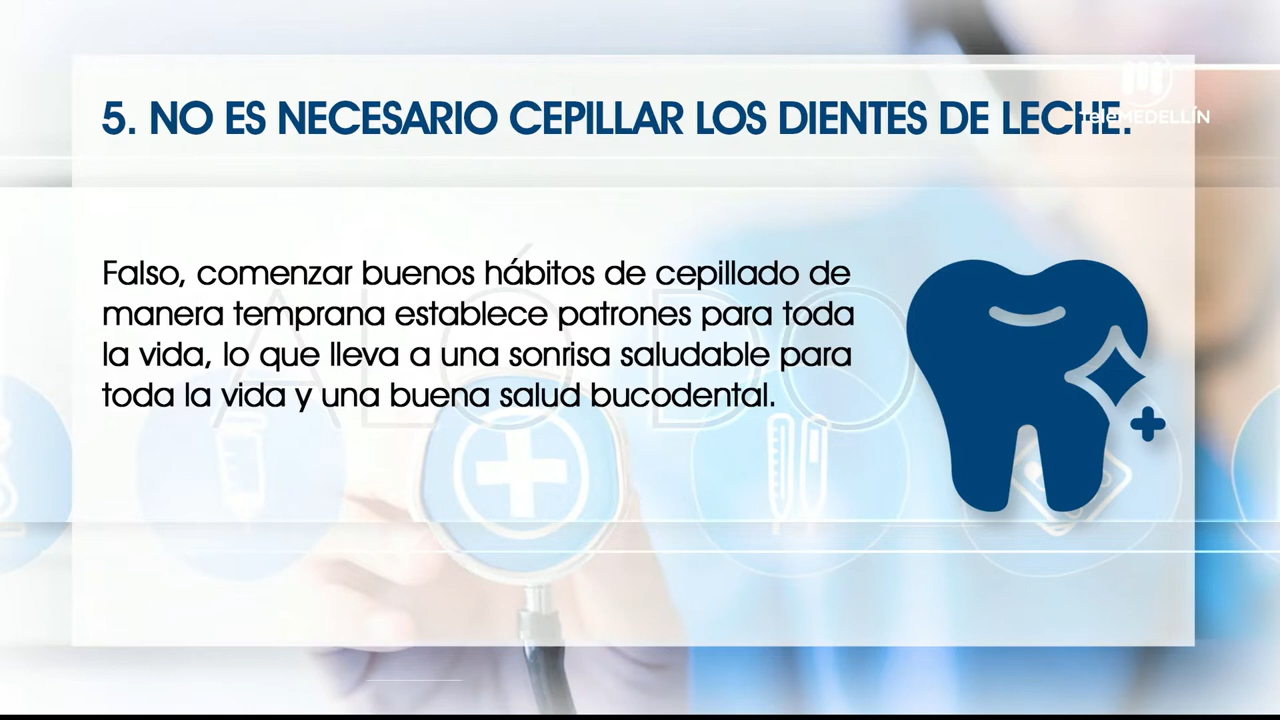 5. NO ES NECESARIO CEPILLAR LOS DIENTES DE LECHE.
teleMEDELLÍN
Falso, comenzar buenos hábitos de cepillado de
manera temprana establece patrones para toda
la vida, lo que lleva a una sonrisa saludable para
toda la vida y una buena salud bucodental.
ALÓ DO